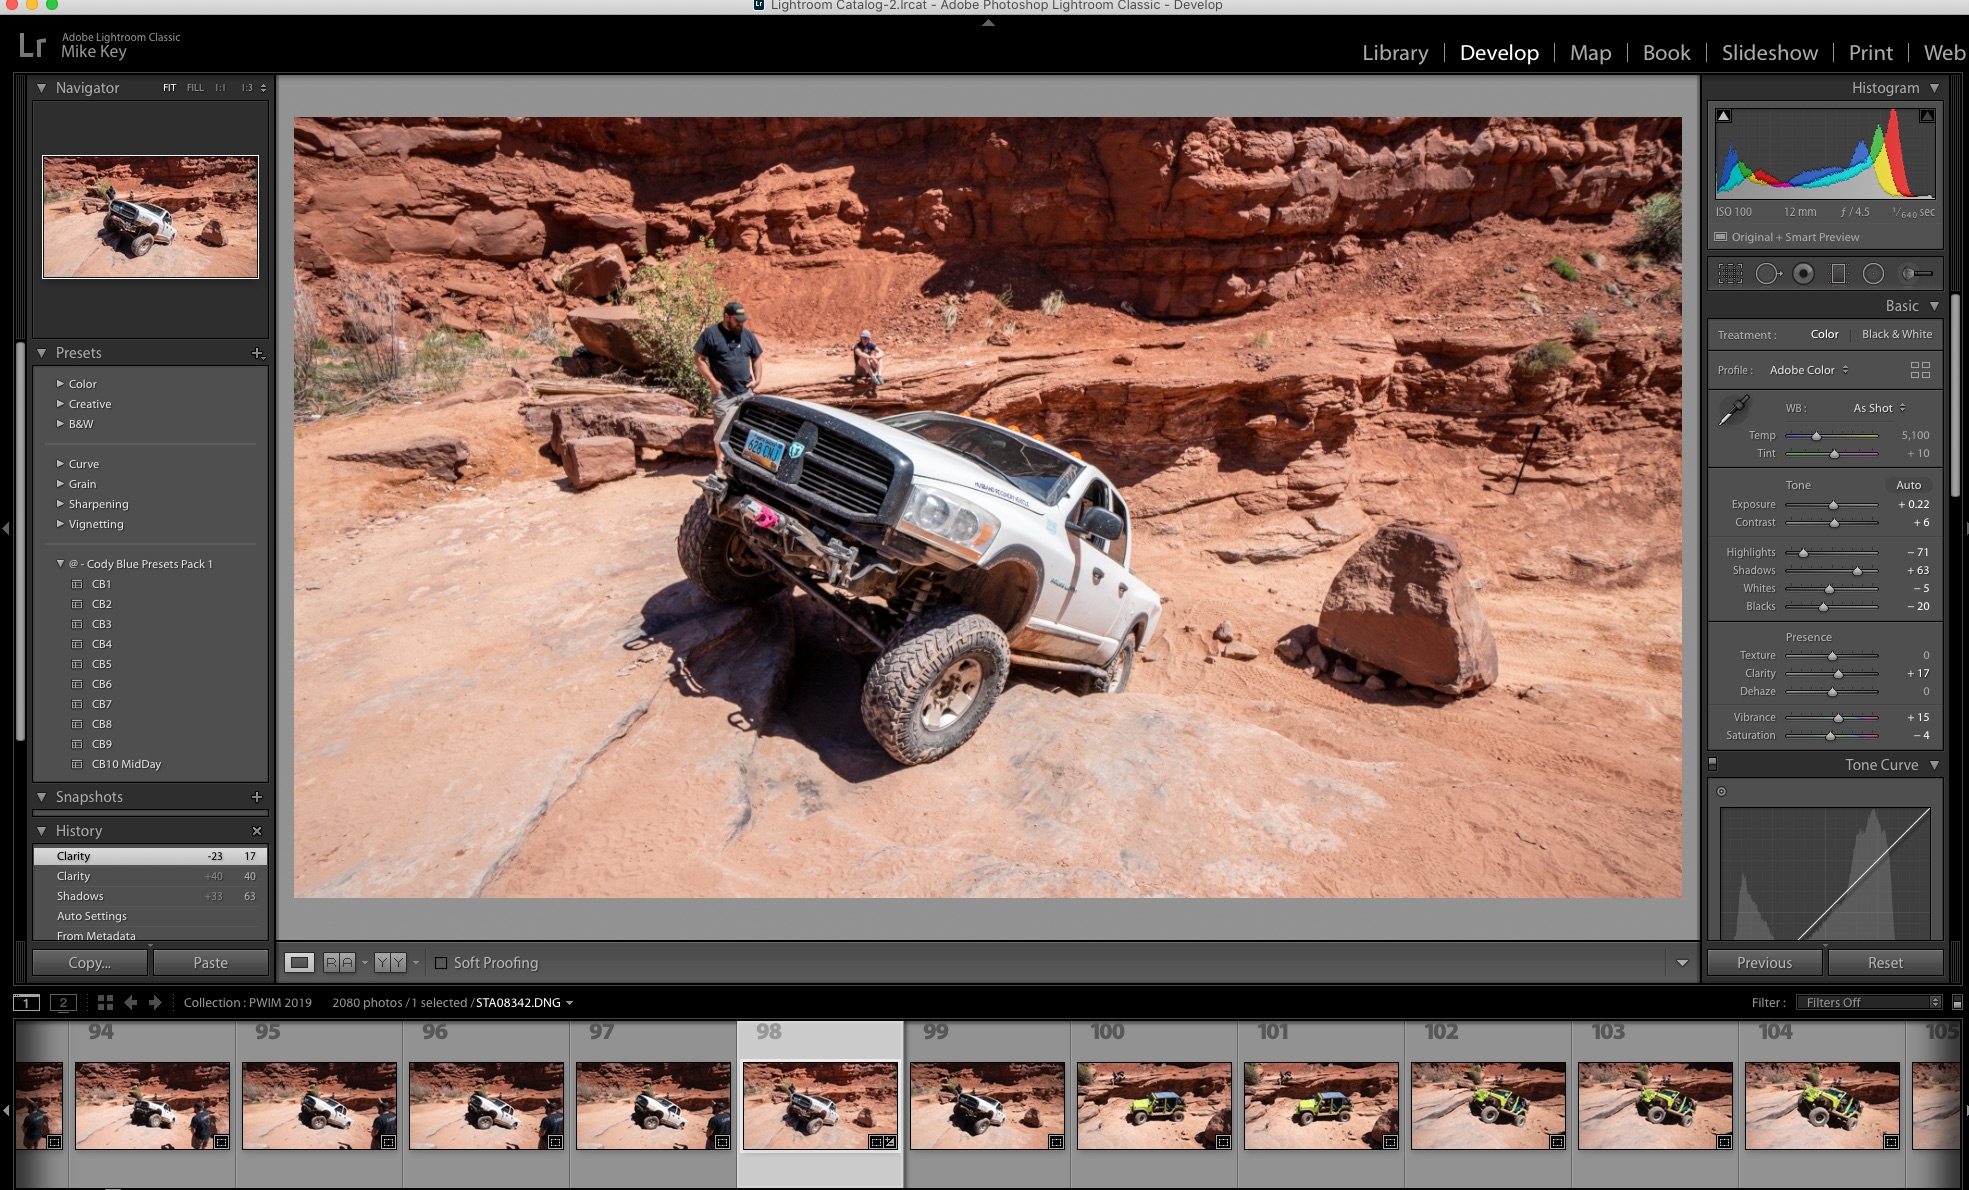 Lightroom Catalog-2.lrcat - Adobe Photoshop Lightroom Classic - Develop
Lr
Adobe Lightroom Classic
Mike Key
Library | Develop | Map | Book | Slideshow | Print | Web
Navigator FIT FILL 1:1 1:3
Presets
Color
Creative
B&W
Curve
Grain
Sharpening
Vignetting
@ - Cody Blue Presets Pack 1
CB1
CB2
CB3
CB4
CB5
CB6
CB7
CB8
CB9
CB10 MidDay
Snapshots
History
Clarity -23 17
Clarity +40 40
Shadows +33 63
Auto Settings
From Metadata
Copy... Paste
R A Y Y Soft Proofing
Histogram
ISO 100 12 mm ƒ / 4.5 1/640 sec
Original + Smart Preview
Basic
Treatment : Color | Black & White
Profile : Adobe Color
WB : As Shot
Temp 5,100
Tint + 10
Tone Auto
Exposure + 0.22
Contrast + 6
Highlights – 71
Shadows + 63
Whites – 5
Blacks – 20
Presence
Texture 0
Clarity + 17
Dehaze 0
Vibrance + 15
Saturation – 4
Tone Curve
Previous Reset
1 2 Collection : PWIM 2019 2080 photos / 1 selected / STA08342.DNG Filter : Filters Off
94 95 96 97 98 99 100 101 102 103 104 105